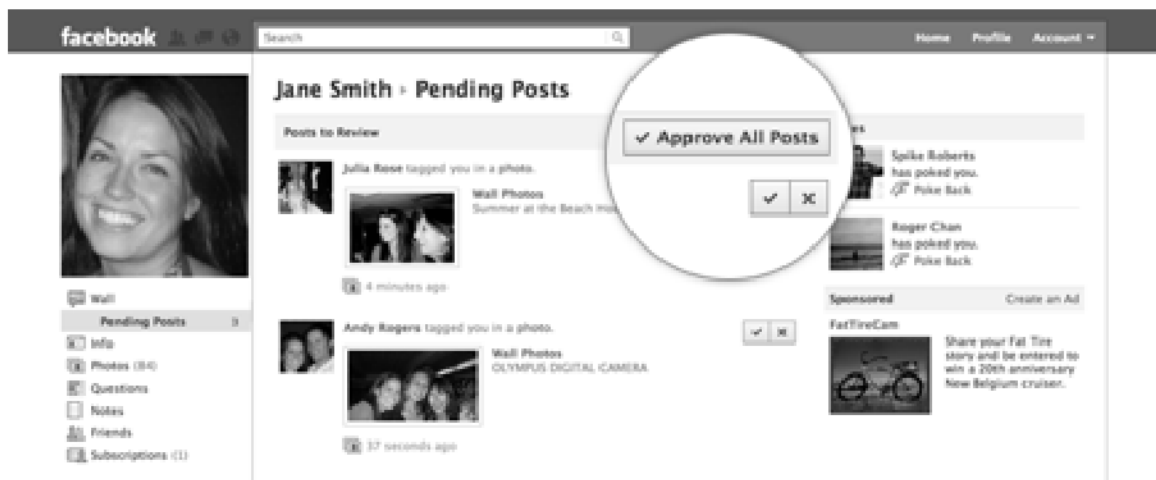 facebook
Search
Home Profile Account
Jane Smith Pending Posts
Posts to Review
Approve All Posts
Julia Rose tagged you in a photo.
Wall Photos
Summer at the Beach
4 minutes ago
Andy Rogers tagged you in a photo.
Wall Photos
OLYMPUS DIGITAL CAMERA
37 seconds ago
Wall
Pending Posts 3
Info
Photos (84)
Questions
Notes
Friends
Subscriptions (1)
Spike Roberts
has poked you.
Poke Back
Roger Chan
has poked you.
Poke Back
Sponsored Create an Ad
FatTireCam
Share your Fat Tire
story and be entered to
win a 20th anniversary
New Belgium cruiser.